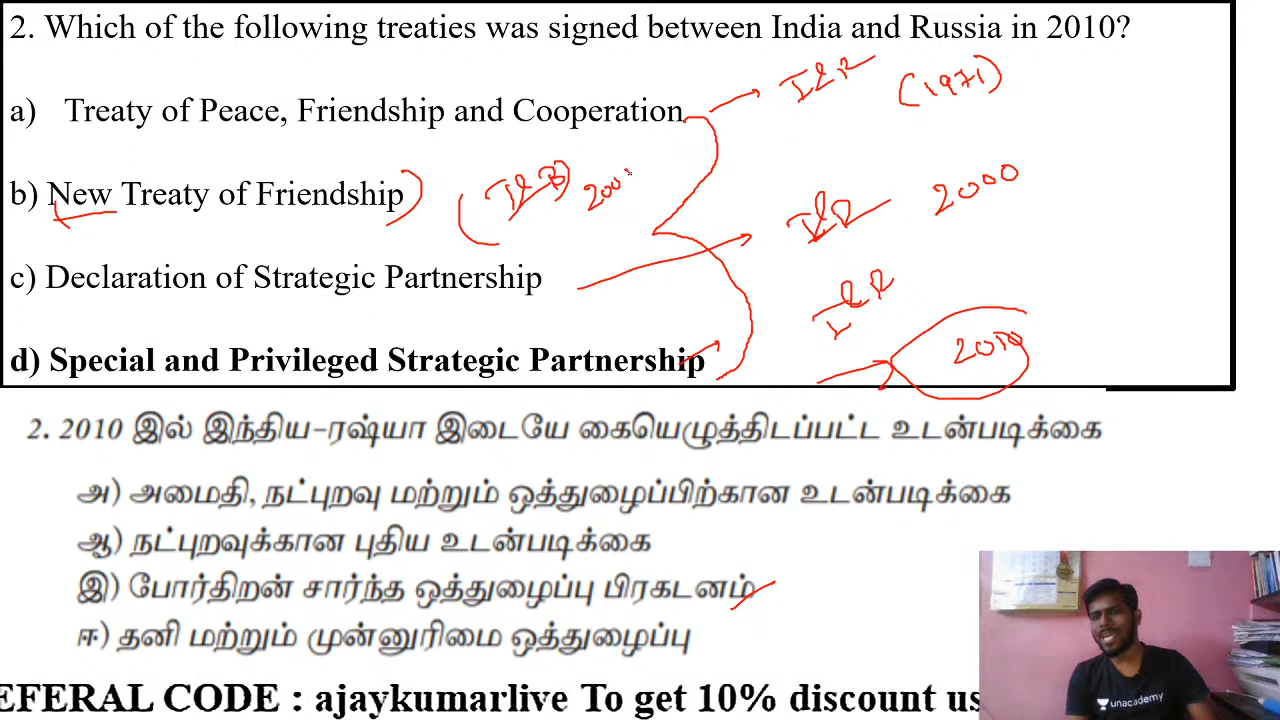 2. Which of the following treaties was signed between India and Russia in 2010?
I & R (1971)
a) Treaty of Peace, Friendship and Cooperation
b) New Treaty of Friendship (I & B) 200
I & R 2000
c) Declaration of Strategic Partnership
I & R
d) Special and Privileged Strategic Partnership 2010
2. 2010 இல் இந்திய-ரஷ்யா இடையே கையெழுத்திடப்பட்ட உடன்படிக்கை
அ) அமைதி, நட்புறவு மற்றும் ஒத்துழைப்பிற்கான உடன்படிக்கை
ஆ) நட்புறவுக்கான புதிய உடன்படிக்கை
இ) போர்திறன் சார்ந்த ஒத்துழைப்பு பிரகடனம்
ஈ) தனி மற்றும் முன்னுரிமை ஒத்துழைப்பு
EFERAL CODE : ajaykumarlive To get 10% discount us
unacademy